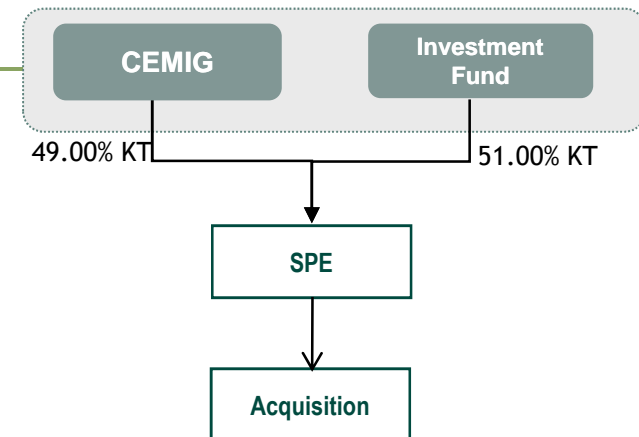 CEMIG
Investment
Fund
49.00% KT
51.00% KT
SPE
Acquisition